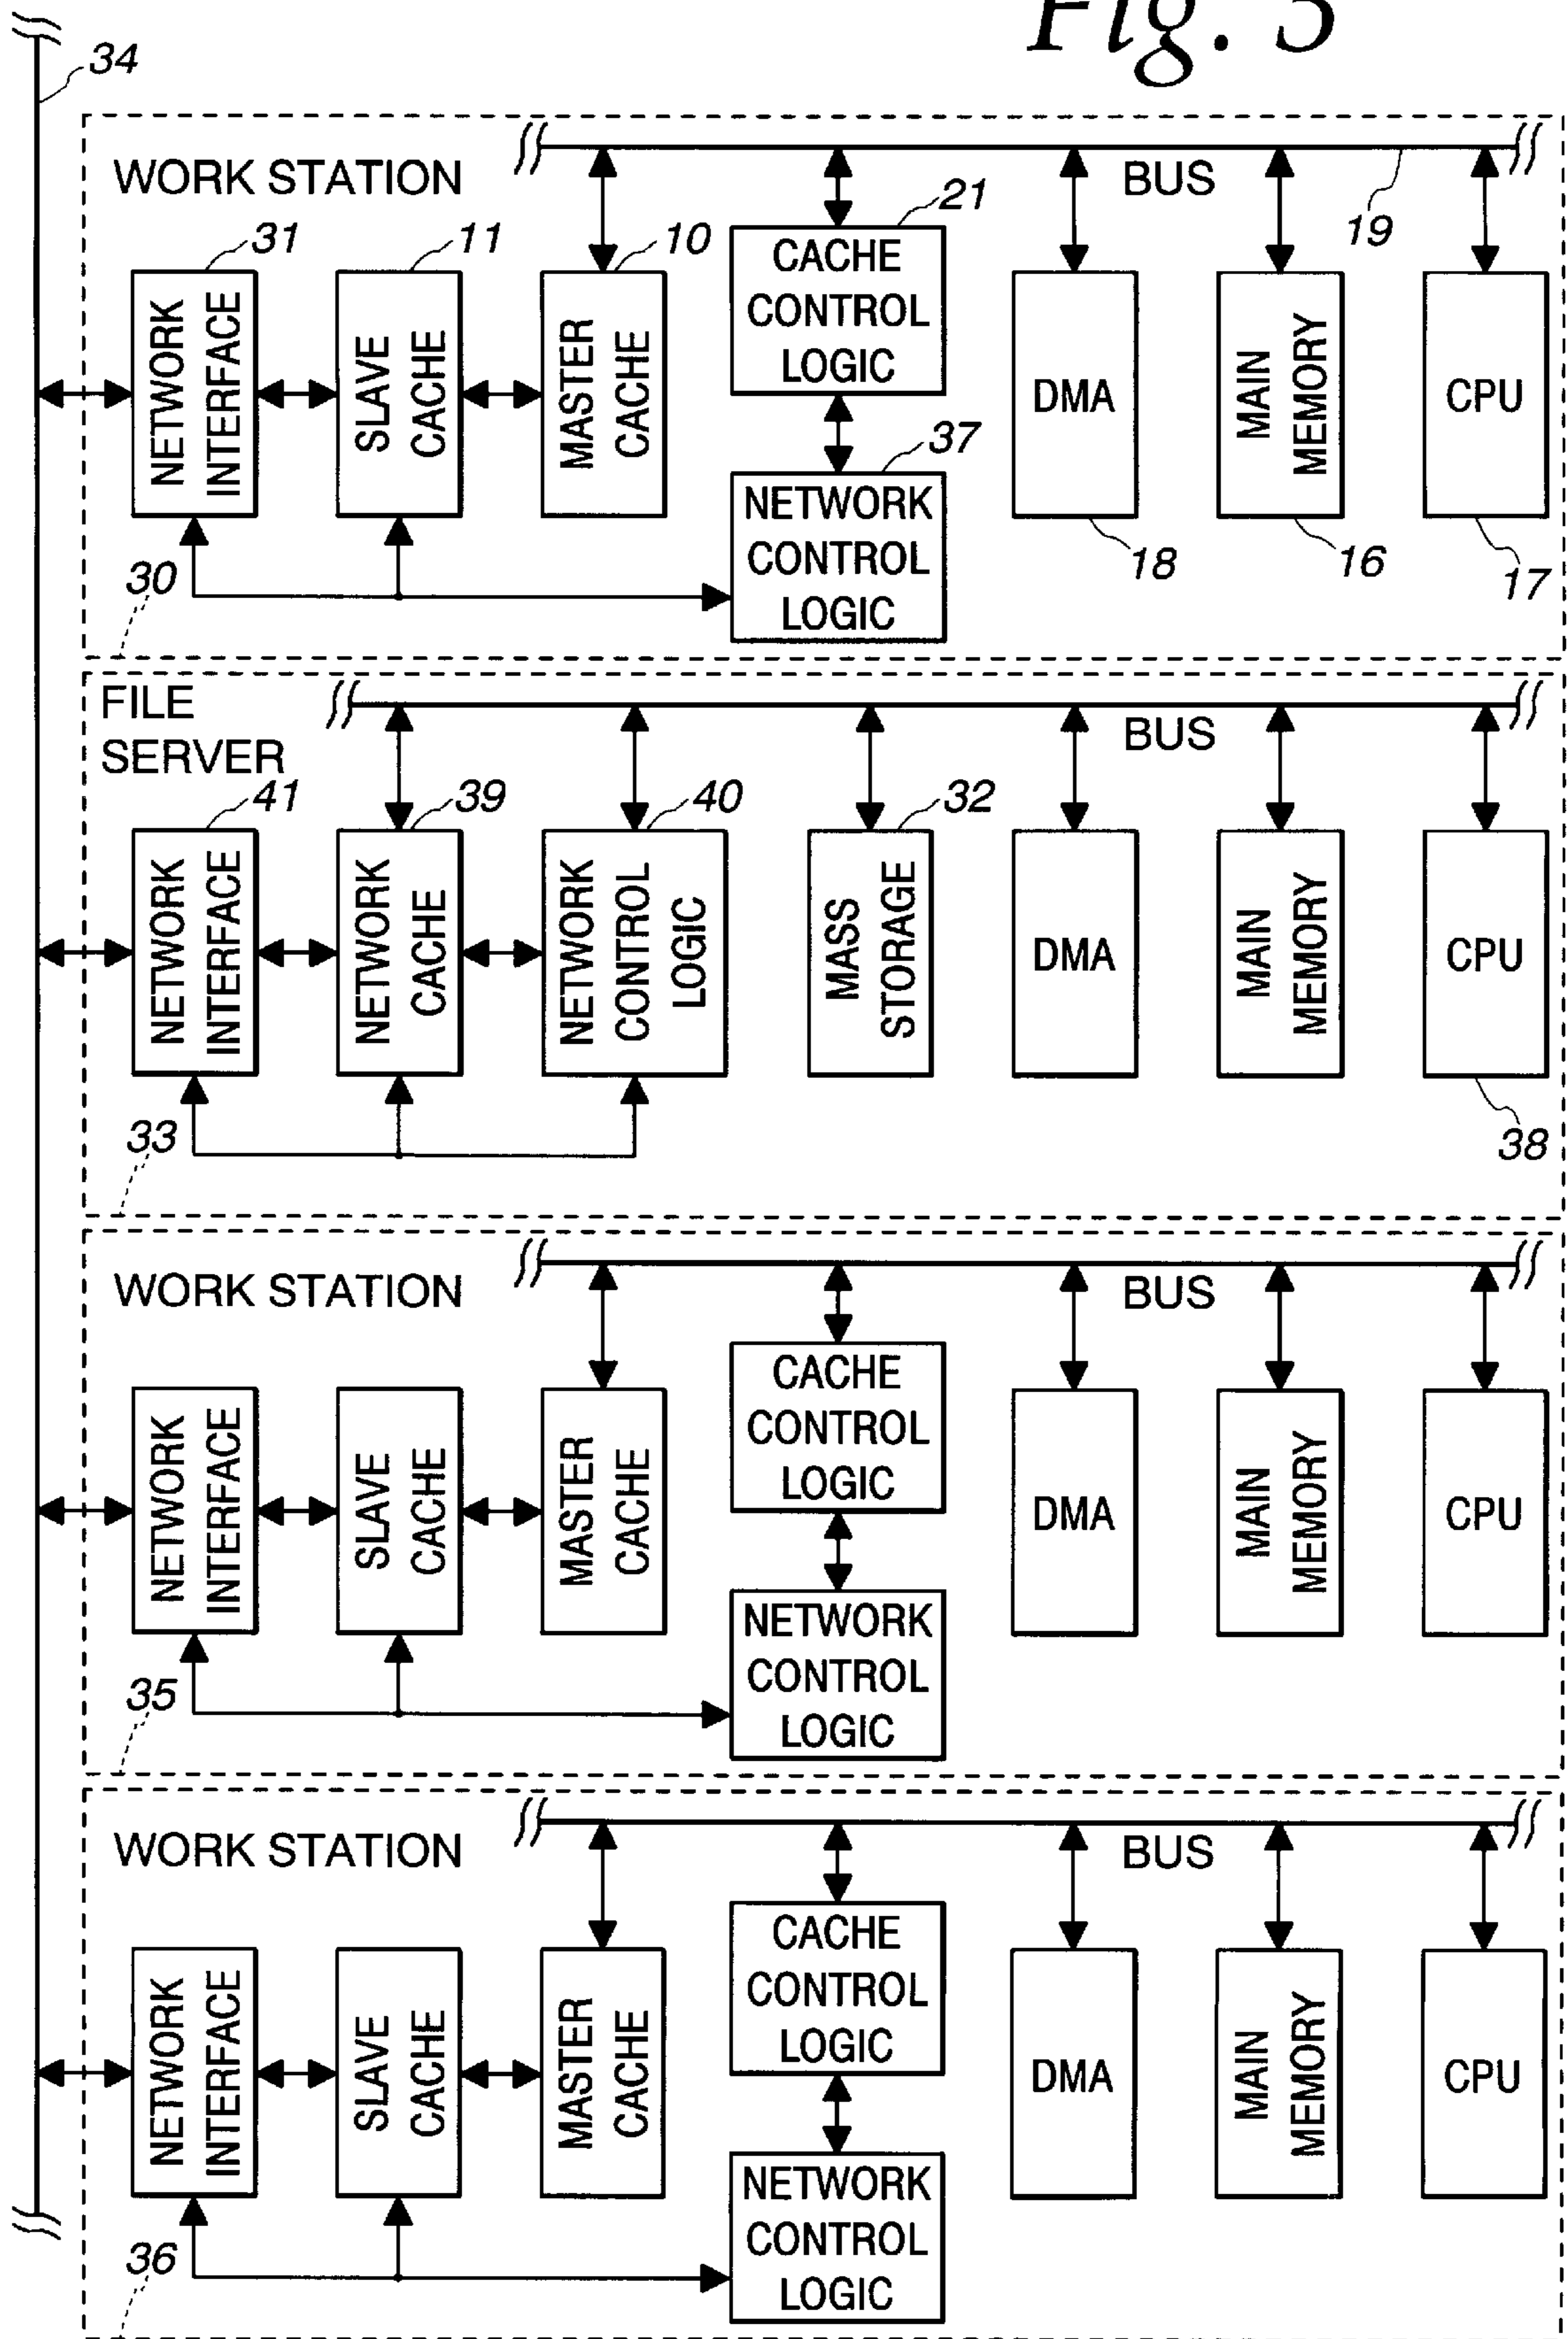 Fig. 3
34
WORK STATION
BUS
19
31
11
10
21
NETWORK
INTERFACE
SLAVE
CACHE
MASTER
CACHE
CACHE
CONTROL
LOGIC
37
NETWORK
CONTROL
LOGIC
DMA
18
MAIN
MEMORY
16
CPU
17
30
FILE
SERVER
BUS
41
39
40
32
NETWORK
INTERFACE
NETWORK
CACHE
NETWORK
CONTROL
LOGIC
MASS
STORAGE
DMA
MAIN
MEMORY
CPU
38
33
WORK STATION
BUS
NETWORK
INTERFACE
SLAVE
CACHE
MASTER
CACHE
CACHE
CONTROL
LOGIC
NETWORK
CONTROL
LOGIC
DMA
MAIN
MEMORY
CPU
35
WORK STATION
BUS
NETWORK
INTERFACE
SLAVE
CACHE
MASTER
CACHE
CACHE
CONTROL
LOGIC
NETWORK
CONTROL
LOGIC
DMA
MAIN
MEMORY
CPU
36